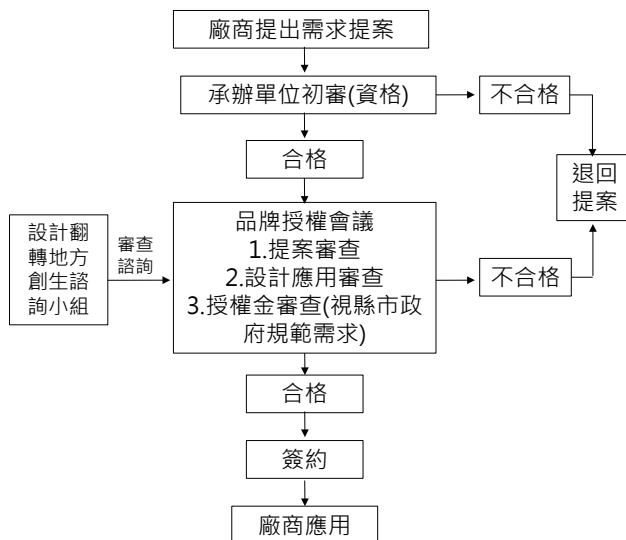 廠商提出需求提案
承辦單位初審(資格)
不合格
合格
退回
提案
設計翻
轉地方
創生諮
詢小組
審查
諮詢
品牌授權會議
1.提案審查
2.設計應用審查
3.授權金審查(視縣市政
府規範需求)
不合格
合格
簽約
廠商應用